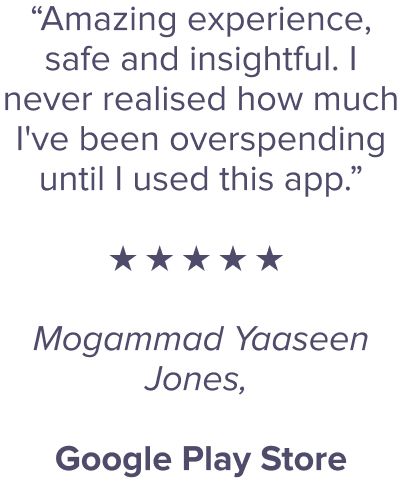 “Amazing experience,
safe and insightful. I
never realised how much
I've been overspending
until I used this app.”
★ ★ ★ ★ ★
Mogammad Yaaseen
Jones,
Google Play Store